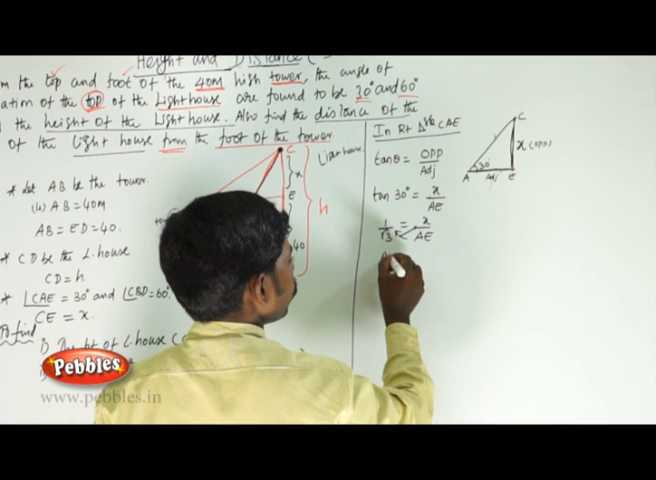 Height and Distance
m the top and foot of the 40m high tower, the angle of
ation of the top of the Lighthouse are found to be 30° and 60°
the height of the Lighthouse. Also find the distance of the
of the light house from the foot of the tower
* Let AB be the tower.
(ii) AB = 40M
AB = ED = 40.
* CD be the L.house
CD = h.
* ∠CAE = 30° and ∠CBD = 60°.
CE = x.
To find
1) The ht of L.house (
C
Light house
x
E
40
h
In Rt Δle CAE
tanθ = opp/Adj
tan 30° = x/AE
1/√3 = x/AE
A
C
x (opp)
30°
A
Adj
E
Pebbles
www.pebbles.in